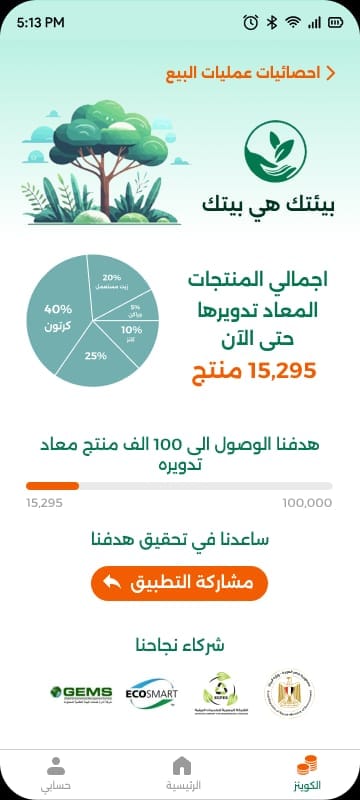 5:13 PM
احصائيات عمليات البيع
بيئتك هي بيتك
اجمالي المنتجات
المعاد تدويرها
حتى الآن
15,295 منتج
20%
زيت مستعمل
5%
10%
كانز
25%
40%
كرتون
هدفنا الوصول الى 100 الف منتج معاد
تدويره
15,295
100,000
ساعدنا في تحقيق هدفنا
مشاركة التطبيق
شركاء نجاحنا
GEMS
ECOSMART
الكوينز
الرئيسية
حسابي